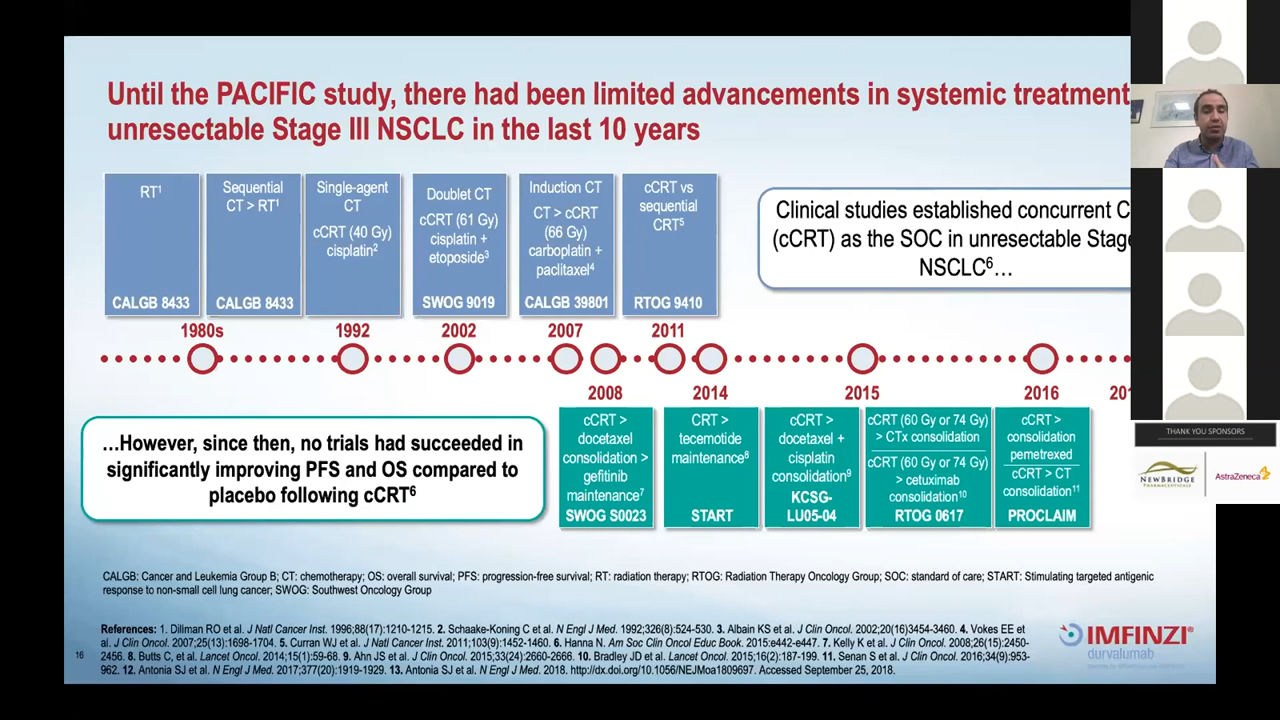 Until the PACIFIC study, there had been limited advancements in systemic treatment
unresectable Stage III NSCLC in the last 10 years
RT1
CALGB 8433
Sequential
CT > RT1
CALGB 8433
Single-agent
CT
cCRT (40 Gy)
cisplatin2
Doublet CT
cCRT (61 Gy)
cisplatin +
etoposide3
SWOG 9019
Induction CT
CT > cCRT
(66 Gy)
carboplatin +
paclitaxel4
CALGB 39801
cCRT vs
sequential
CRT5
RTOG 9410
Clinical studies established concurrent C
(cCRT) as the SOC in unresectable Stage
NSCLC6…
1980s
1992
2002
2007
2011
2008
2014
2015
2016
…However, since then, no trials had succeeded in
significantly improving PFS and OS compared to
placebo following cCRT6
cCRT >
docetaxel
consolidation >
gefitinib
maintenance7
SWOG S0023
CRT >
tecemotide
maintenance8
START
cCRT >
docetaxel +
cisplatin
consolidation9
KCSG-
LU05-04
cCRT (60 Gy or 74 Gy)
> CTx consolidation
cCRT (60 Gy or 74 Gy)
> cetuximab
consolidation10
RTOG 0617
cCRT >
consolidation
pemetrexed
cCRT > CT
consolidation11
PROCLAIM
CALGB: Cancer and Leukemia Group B; CT: chemotherapy; OS: overall survival; PFS: progression-free survival; RT: radiation therapy; RTOG: Radiation Therapy Oncology Group; SOC: standard of care; START: Stimulating targeted antigenic
response to non-small cell lung cancer; SWOG: Southwest Oncology Group
References: 1. Dillman RO et al. J Natl Cancer Inst. 1996;88(17):1210-1215. 2. Schaake-Koning C et al. N Engl J Med. 1992;326(8):524-530. 3. Albain KS et al. J Clin Oncol. 2002;20(16)3454-3460. 4. Vokes EE et
al. J Clin Oncol. 2007;25(13):1698-1704. 5. Curran WJ et al. J Natl Cancer Inst. 2011;103(9):1452-1460. 6. Hanna N. Am Soc Clin Oncol Educ Book. 2015:e442-e447. 7. Kelly K et al. J Clin Oncol. 2008;26(15):2450-
2456. 8. Butts C, et al. Lancet Oncol. 2014;15(1):59-68. 9. Ahn JS et al. J Clin Oncol. 2015;33(24):2660-2666. 10. Bradley JD et al. Lancet Oncol. 2015;16(2):187-199. 11. Senan S et al. J Clin Oncol. 2016;34(9):953-
962. 12. Antonia SJ et al. N Engl J Med. 2017;377(20):1919-1929. 13. Antonia SJ et al. N Engl J Med. 2018. http://dx.doi.org/10.1056/NEJMoa1809697. Accessed September 25, 2018.
16
IMFINZI®
durvalumab
THANK YOU SPONSORS
NEWBRIDGE
PHARMACEUTICALS
AstraZeneca